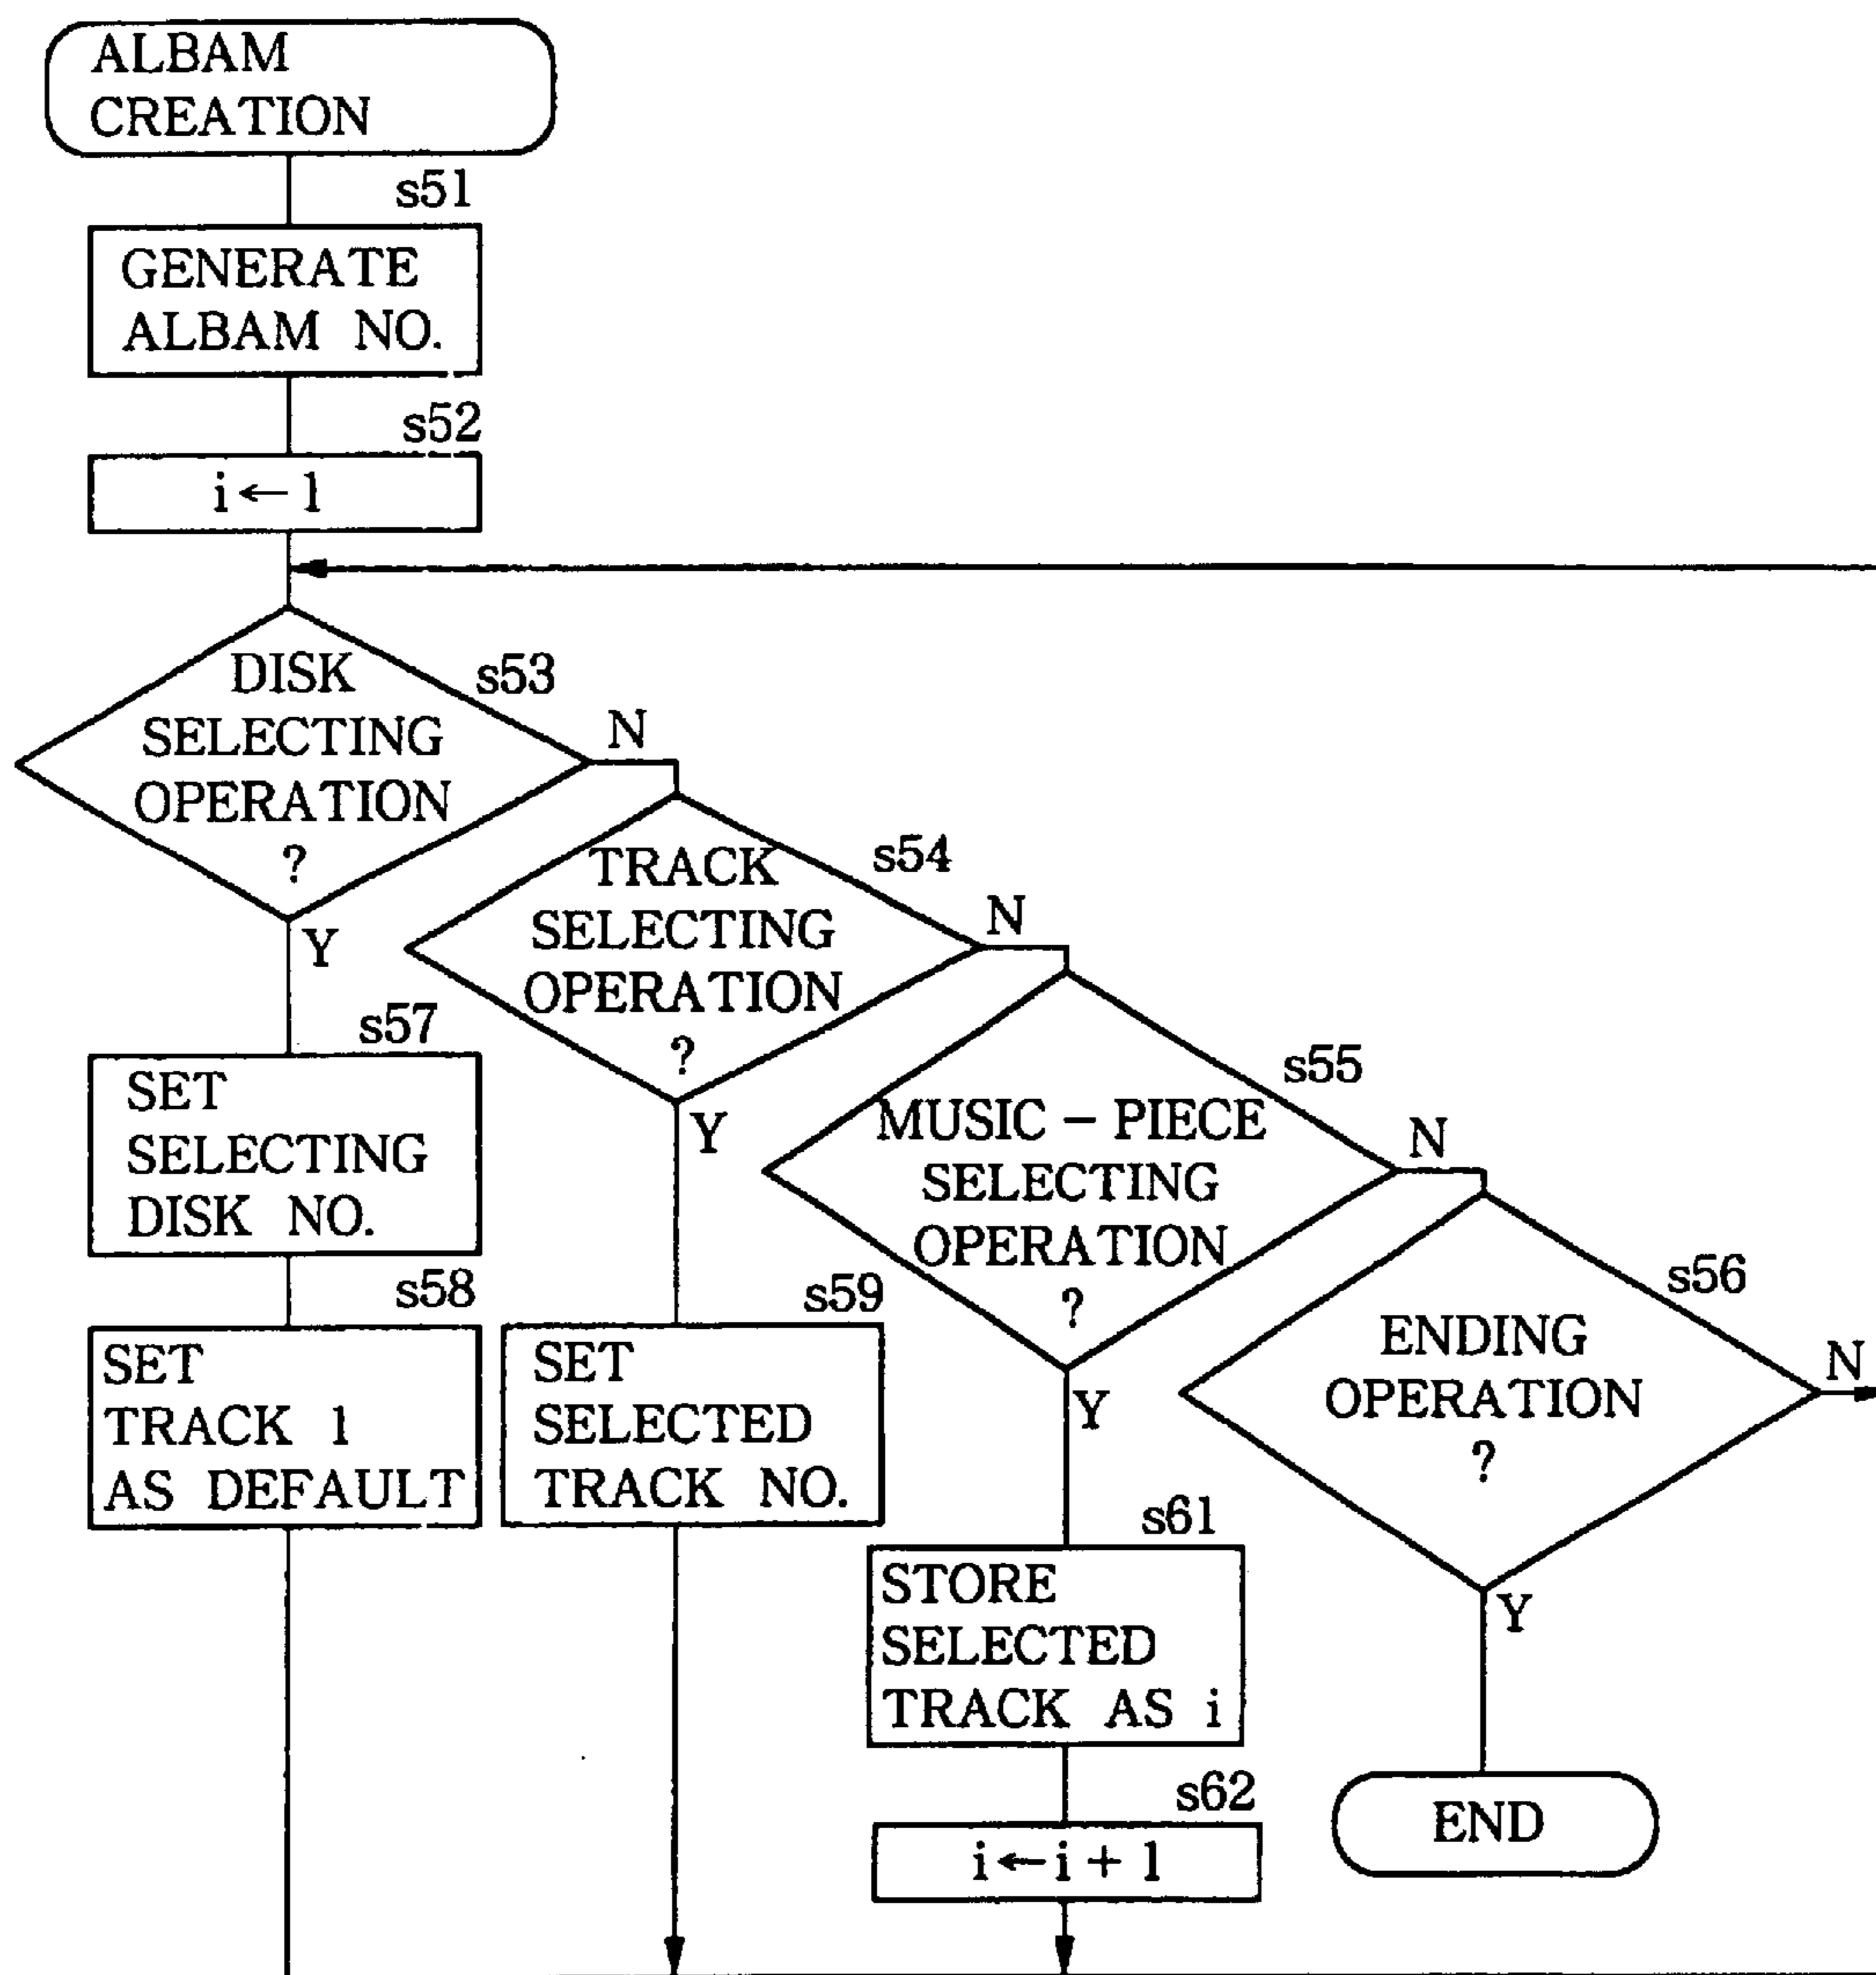 ALBAM
CREATION
s51
GENERATE
ALBAM NO.
s52
i←1
DISK
SELECTING
OPERATION
?
s53
N
Y
TRACK
SELECTING
OPERATION
?
s54
N
Y
MUSIC - PIECE
SELECTING
OPERATION
?
s55
N
Y
ENDING
OPERATION
?
s56
N
Y
s57
SET
SELECTING
DISK NO.
s58
SET
TRACK 1
AS DEFAULT
s59
SET
SELECTED
TRACK NO.
s61
STORE
SELECTED
TRACK AS i
s62
i←i + 1
END